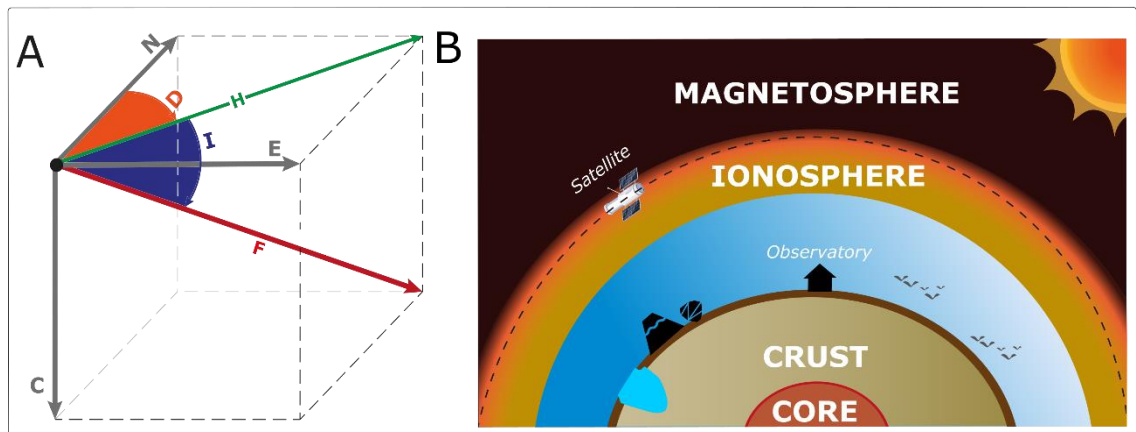 A
N
D
H
I
E
F
C
B
MAGNETOSPHERE
Satellite
IONOSPHERE
Observatory
CRUST
CORE